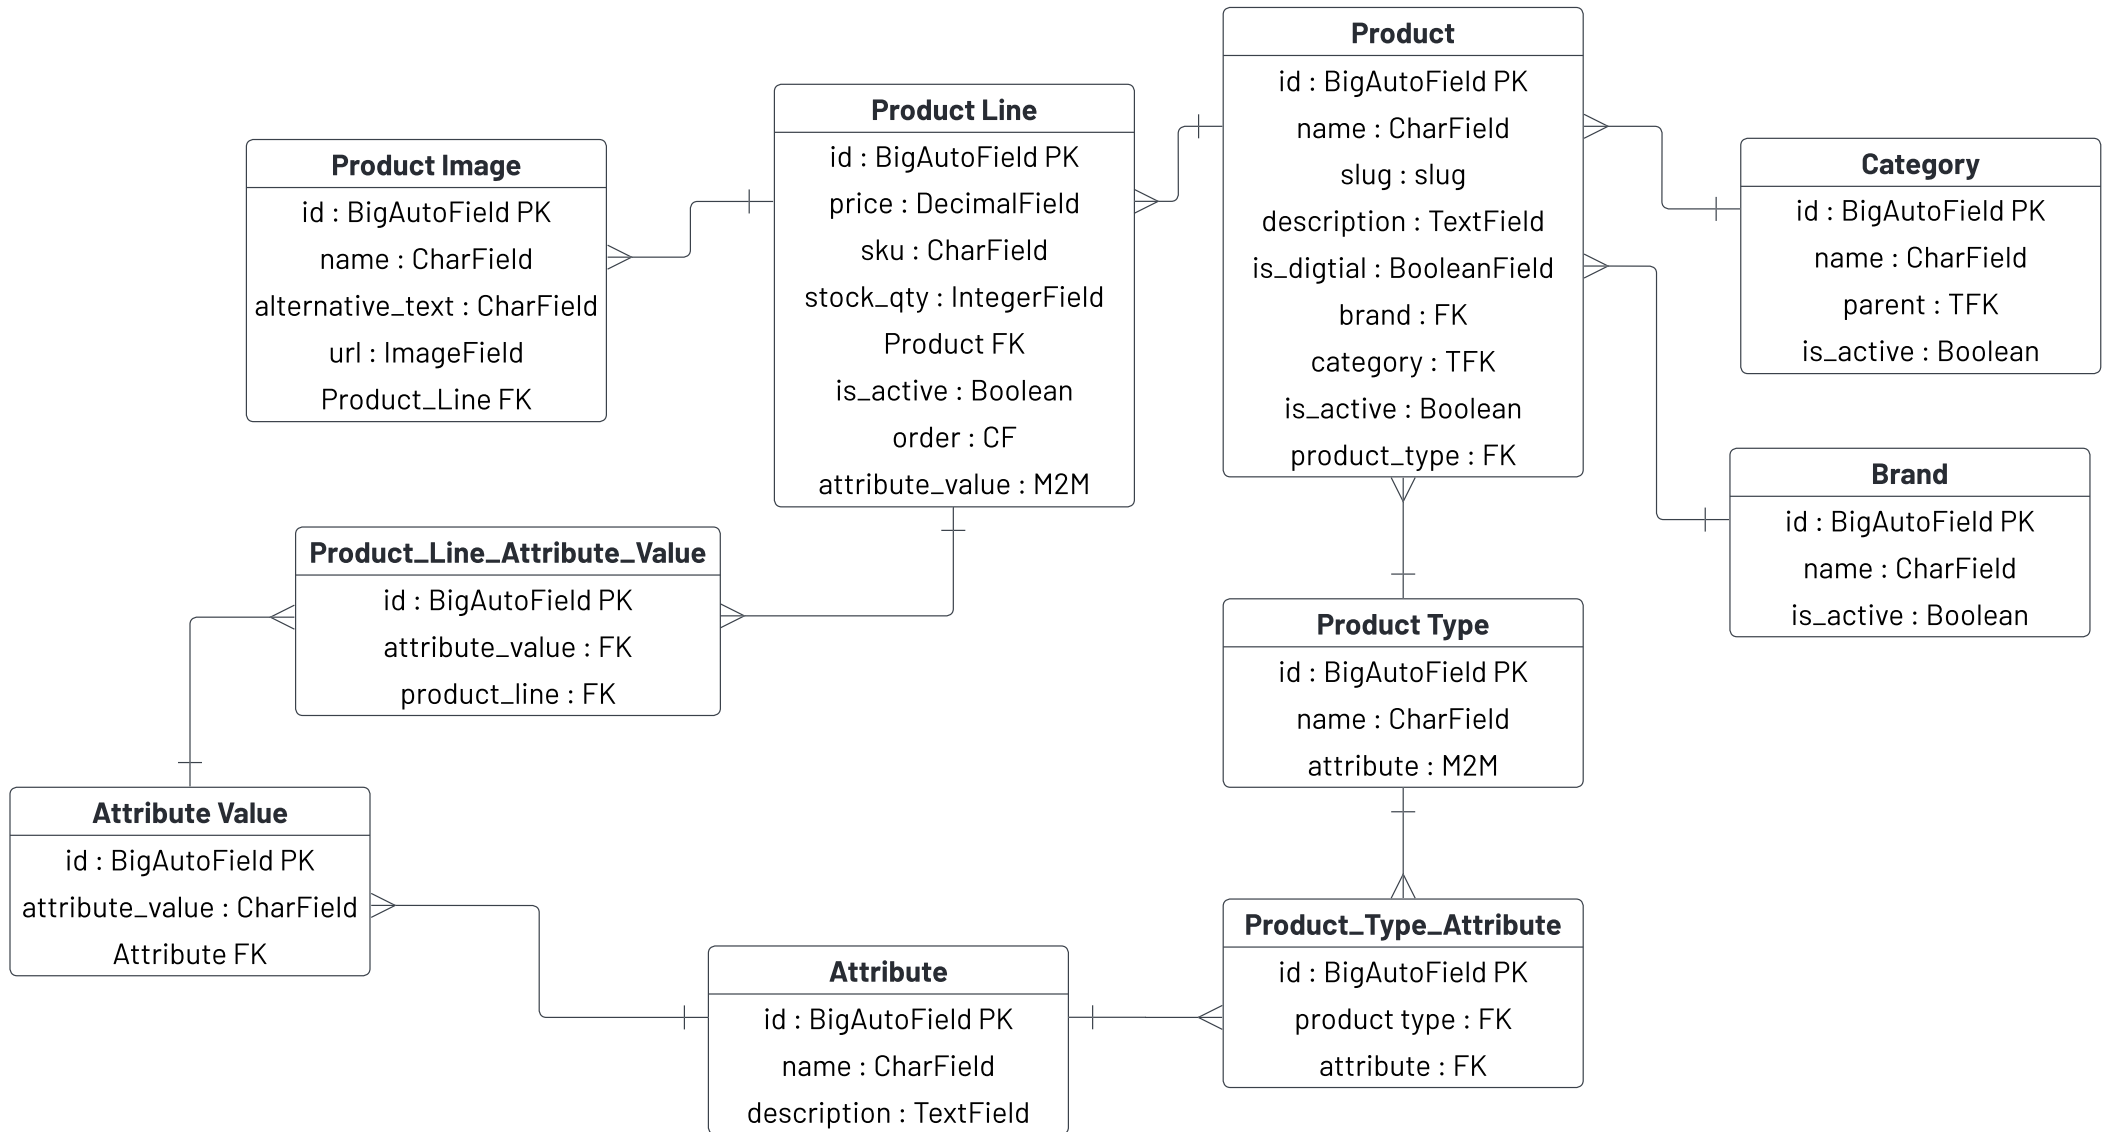 Product
id : BigAutoField PK
name : CharField
slug : slug
description : TextField
is_digtial : BooleanField
brand : FK
category : TFK
is_active : Boolean
product_type : FK
Product Line
id : BigAutoField PK
price : DecimalField
sku : CharField
stock_qty : IntegerField
Product FK
is_active : Boolean
order : CF
attribute_value : M2M
Product Image
id : BigAutoField PK
name : CharField
alternative_text : CharField
url : ImageField
Product_Line FK
Category
id : BigAutoField PK
name : CharField
parent : TFK
is_active : Boolean
Brand
id : BigAutoField PK
name : CharField
is_active : Boolean
Product_Line_Attribute_Value
id : BigAutoField PK
attribute_value : FK
product_line : FK
Product Type
id : BigAutoField PK
name : CharField
attribute : M2M
Attribute Value
id : BigAutoField PK
attribute_value : CharField
Attribute FK
Attribute
id : BigAutoField PK
name : CharField
description : TextField
Product_Type_Attribute
id : BigAutoField PK
product type : FK
attribute : FK